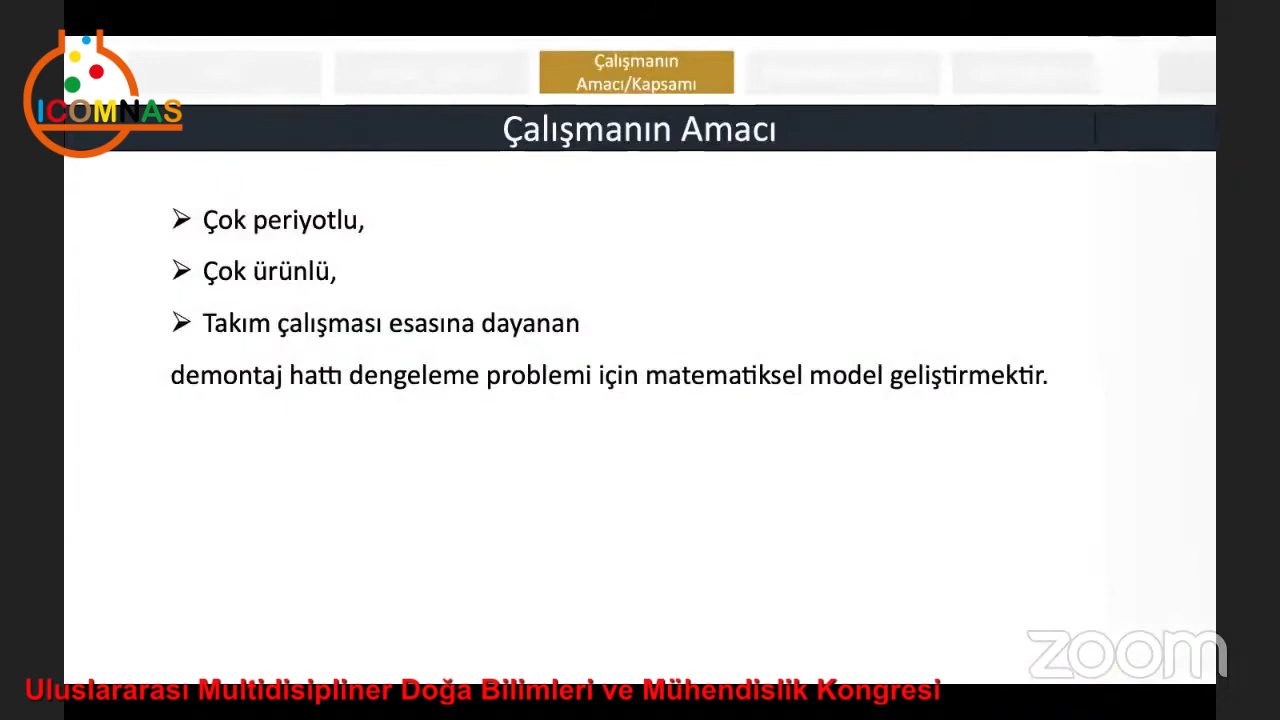 ICOMNAS
Çalışmanın
Amacı/Kapsamı
Çalışmanın Amacı
Çok periyotlu,
Çok ürünlü,
Takım çalışması esasına dayanan
demontaj hattı dengeleme problemi için matematiksel model geliştirmektir.
zoom
Uluslararası Multidisipliner Doğa Bilimleri ve Mühendislik Kongresi